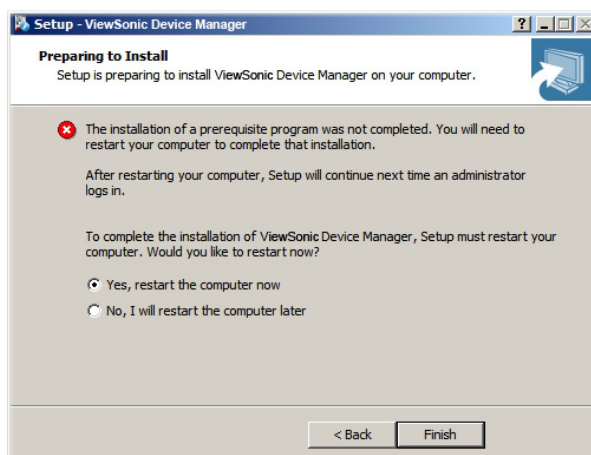 Setup - ViewSonic Device Manager
Preparing to Install
Setup is preparing to install ViewSonic Device Manager on your computer.
The installation of a prerequisite program was not completed. You will need to
restart your computer to complete that installation.
After restarting your computer, Setup will continue next time an administrator
logs in.
To complete the installation of ViewSonic Device Manager, Setup must restart your
computer. Would you like to restart now?
Yes, restart the computer now
No, I will restart the computer later
< Back Finish